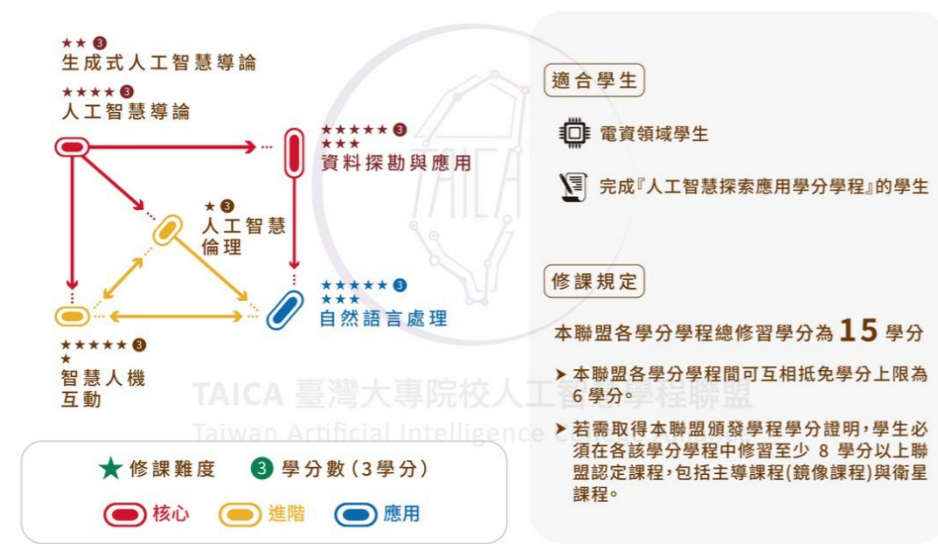 ★★❸
生成式人工智慧導論
★★★★❸
人工智慧導論
★★★★★❸
★★★
資料探勘與應用
★❸
人工智慧
倫理
★★★★★❸
★★★
自然語言處理
★★★★★❸
★
智慧人機
互動
★修課難度 ❸學分數(3學分)
核心 進階 應用
適合學生
電資領域學生
完成『人工智慧探索應用學分學程』的學生
修課規定
本聯盟各學分學程總修習學分為 15 學分
➤ 本聯盟各學分學程間可互相抵免學分上限為
6 學分。
➤ 若需取得本聯盟頒發學程學分證明,學生必
須在各該學分學程中修習至少 8 學分以上聯
盟認定課程,包括主導課程(鏡像課程)與衛星
課程。
TAICA
TAICA 臺灣大專院校人工智慧學程聯盟
Taiwan Artificial Intelligence